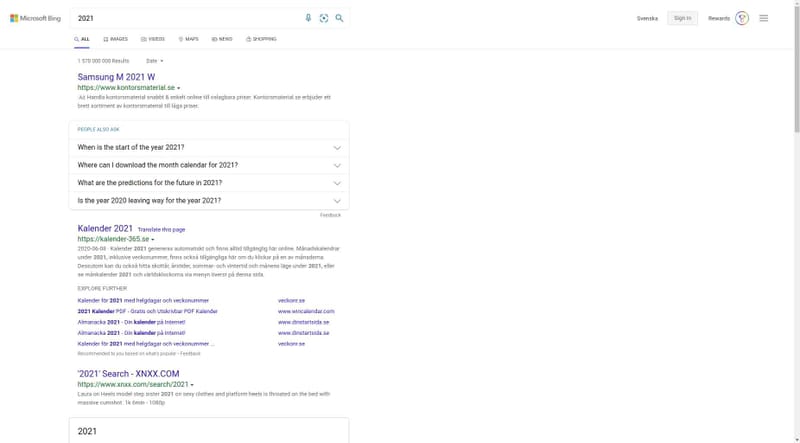 Microsoft Bing
2021
Svenska
Sign in
Rewards
ALL
IMAGES
VIDEOS
MAPS
NEWS
SHOPPING
1 570 000 000 Results
Date
Samsung M 2021 W
https://www.kontorsmaterial.se
Ad Handla kontorsmaterial snabbt & enkelt online till oslagbara priser. Kontorsmaterial.se erbjuder ett
brett sortiment av kontorsmaterial till låga priser.
PEOPLE ALSO ASK
When is the start of the year 2021?
Where can I download the month calendar for 2021?
What are the predictions for the future in 2021?
Is the year 2020 leaving way for the year 2021?
Feedback
Kalender 2021 Translate this page
https://kalender-365.se
2020-06-08 · Kalender 2021 genereras automatiskt och finns alltid tillgänglig här online. Månadskalendrar
under 2021, inklusive veckonummer, finns också tillgängliga här om du klickar på en av månaderna.
Dessutom kan du också hitta skottår, årstider, sommar- och vintertid och månens läge under 2021, eller
se månkalender 2021 och världsklockorna via menyn överst på denna sida.
EXPLORE FURTHER
Kalender för 2021 med helgdagar och veckonummer veckonr.se
2021 Kalender PDF - Gratis och Utskrivbar PDF Kalender www.wincalendar.com
Almanacka 2021 - Din kalender på Internet! www.dinstartsida.se
Almanacka 2021 - Din kalender på Internet! www.dinstartsida.se
Kalender för 2021 med helgdagar och veckonummer ... veckonr.se
Recommended to you based on what's popular • Feedback
'2021' Search - XNXX.COM
https://www.xnxx.com/search/2021
Laura on Heels model step sister 2021 on sexy clothes and platform heels is throated on the bed with
massive cumshot. 1k 6min - 1080p
2021